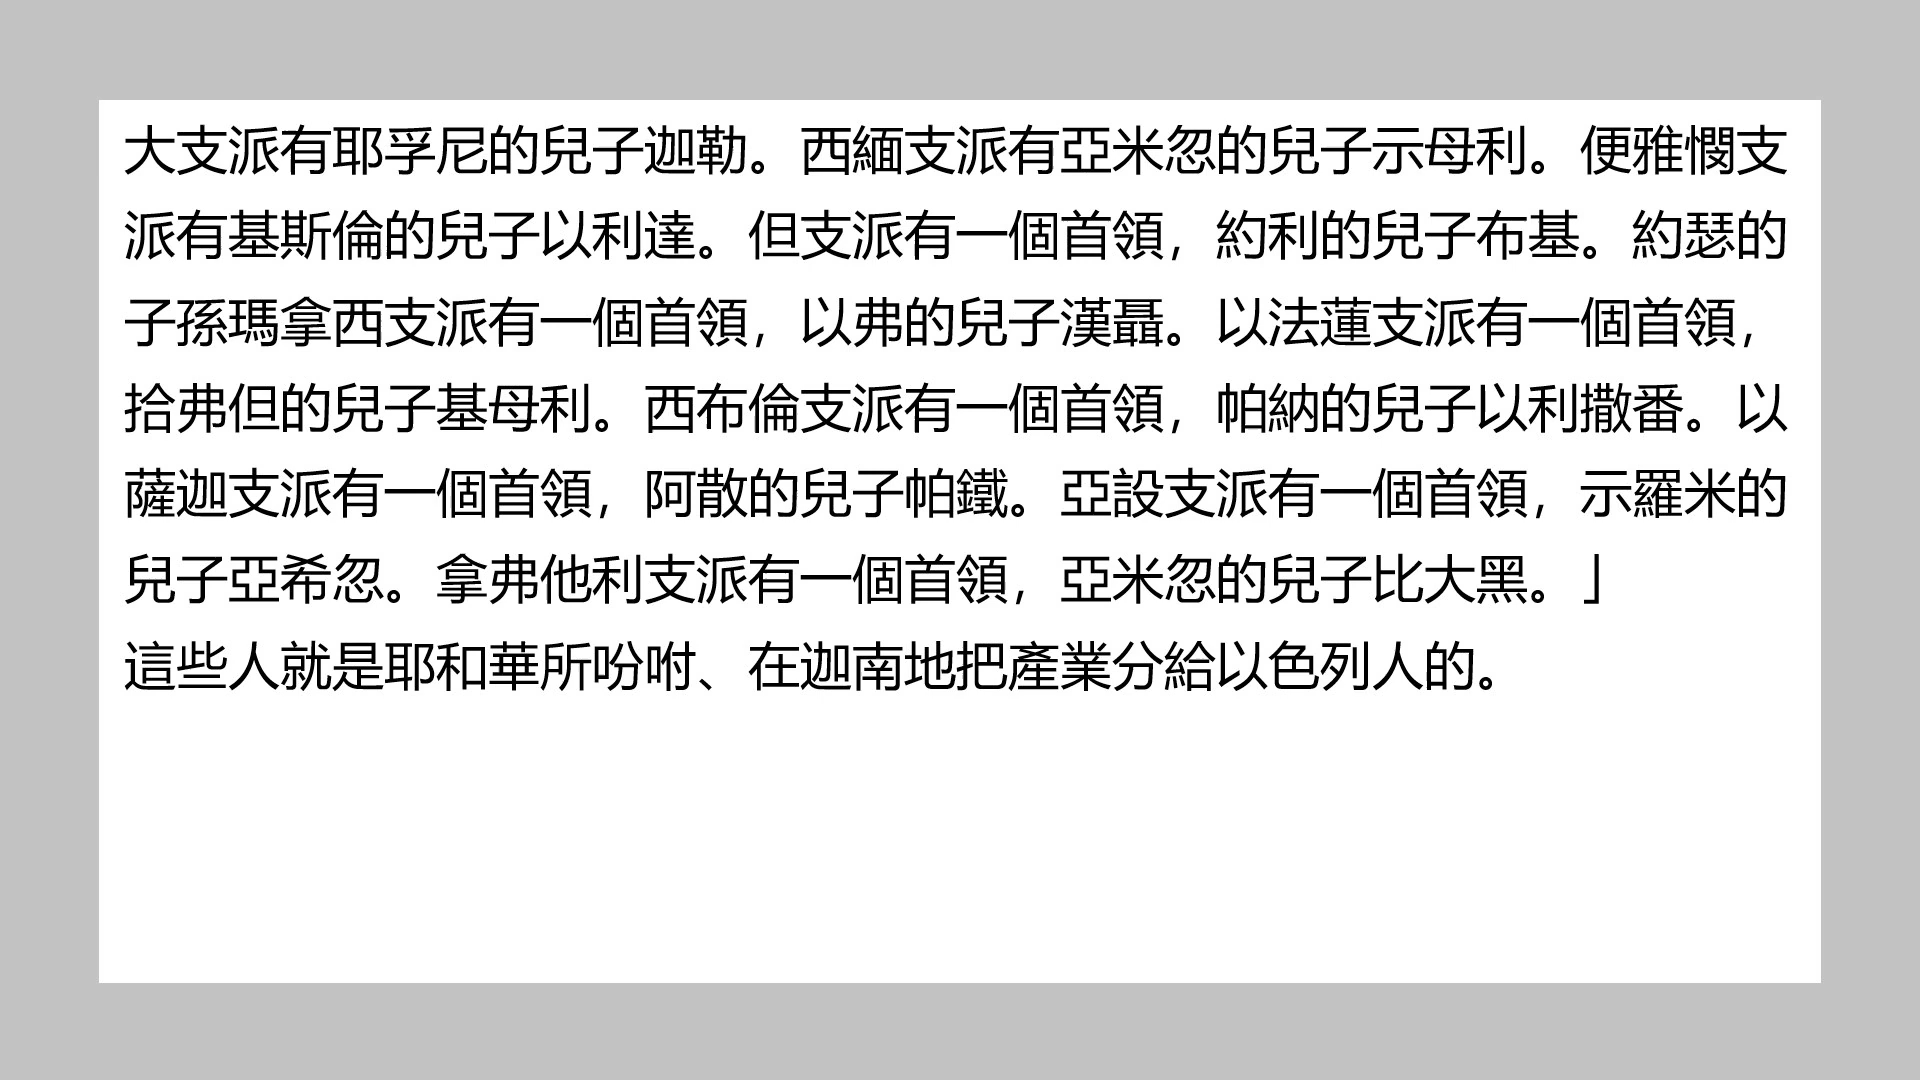 大支派有耶孚尼的兒子迦勒。西緬支派有亞米忽的兒子示母利。便雅憫支
派有基斯倫的兒子以利達。但支派有一個首領，約利的兒子布基。約瑟的
子孫瑪拿西支派有一個首領，以弗的兒子漢聶。以法蓮支派有一個首領，
拾弗但的兒子基母利。西布倫支派有一個首領，帕納的兒子以利撒番。以
薩迦支派有一個首領，阿散的兒子帕鐵。亞設支派有一個首領，示羅米的
兒子亞希忽。拿弗他利支派有一個首領，亞米忽的兒子比大黑。」
這些人就是耶和華所吩咐、在迦南地把產業分給以色列人的。